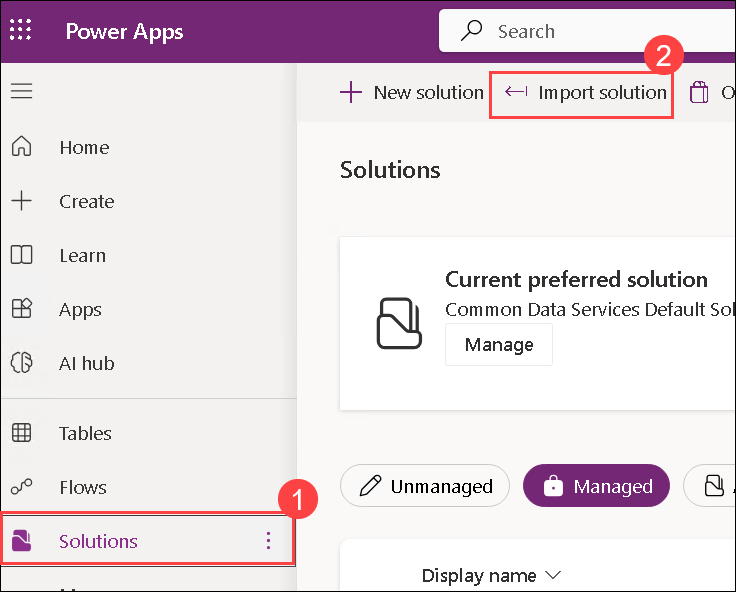 Power Apps
Search
2
New solution
Import solution
Home
Solutions
Create
Learn
Current preferred solution
Apps
Common Data Services Default Sol
Manage
AI hub
Tables
Unmanaged
Managed
Flows
1
Solutions
Display name